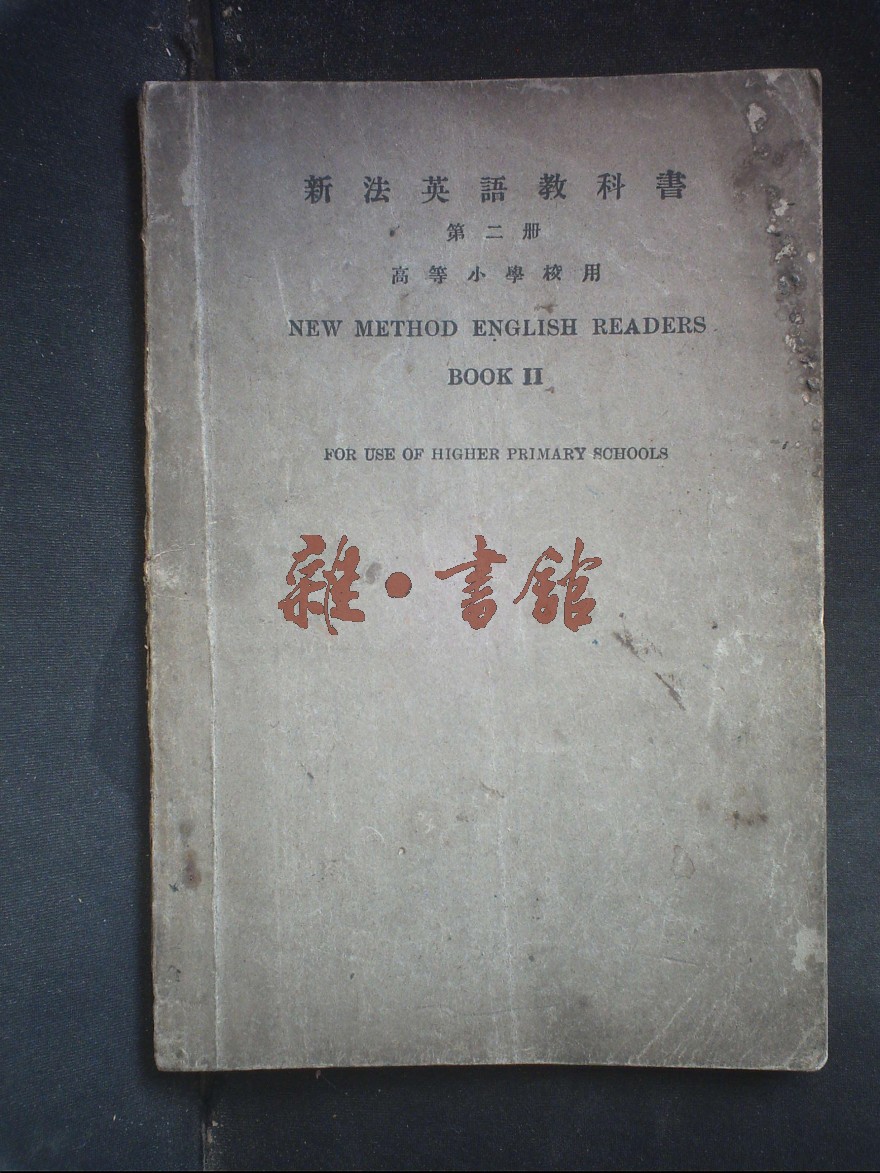 新法英語教科書
第二册
高等小學校用
NEW METHOD ENGLISH READERS
BOOK II
FOR USE OF HIGHER PRIMARY SCHOOLS
雜·書館